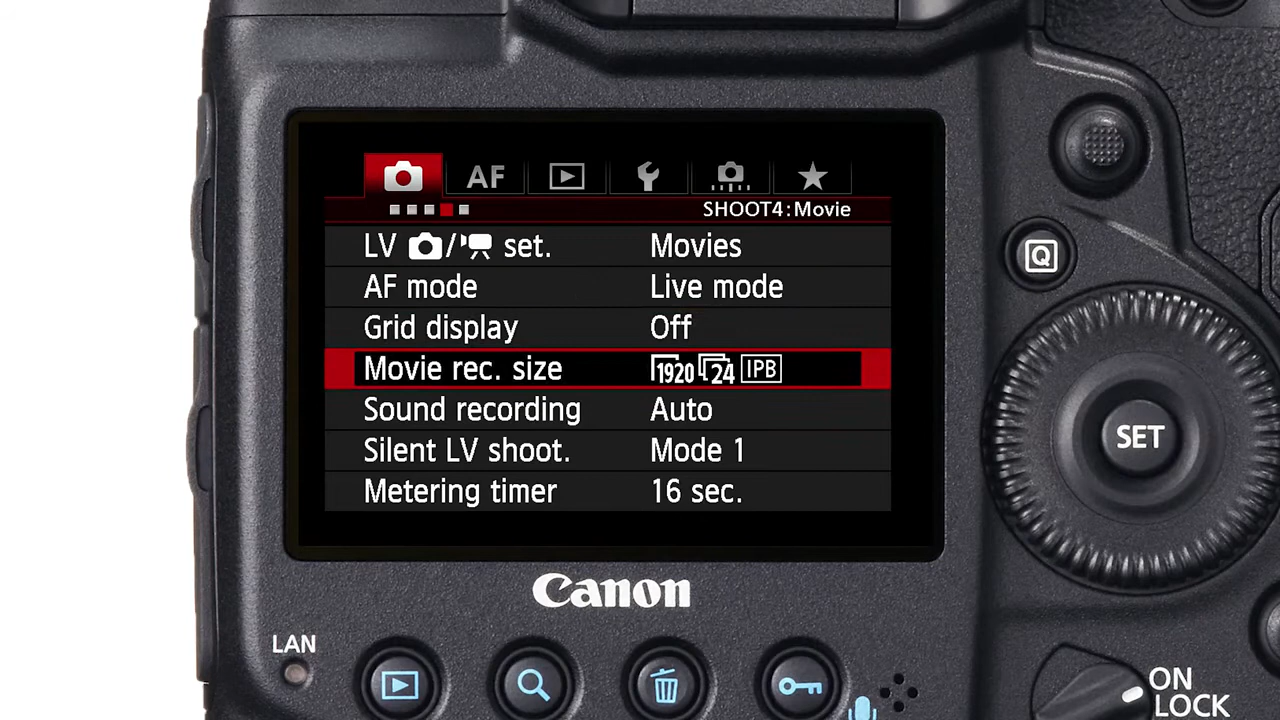 AF
SHOOT4:Movie
LV / set. Movies
AF mode Live mode
Grid display Off
Movie rec. size 1920 24 IPB
Sound recording Auto
Silent LV shoot. Mode 1
Metering timer 16 sec.
Q
SET
Canon
LAN
ON
LOCK